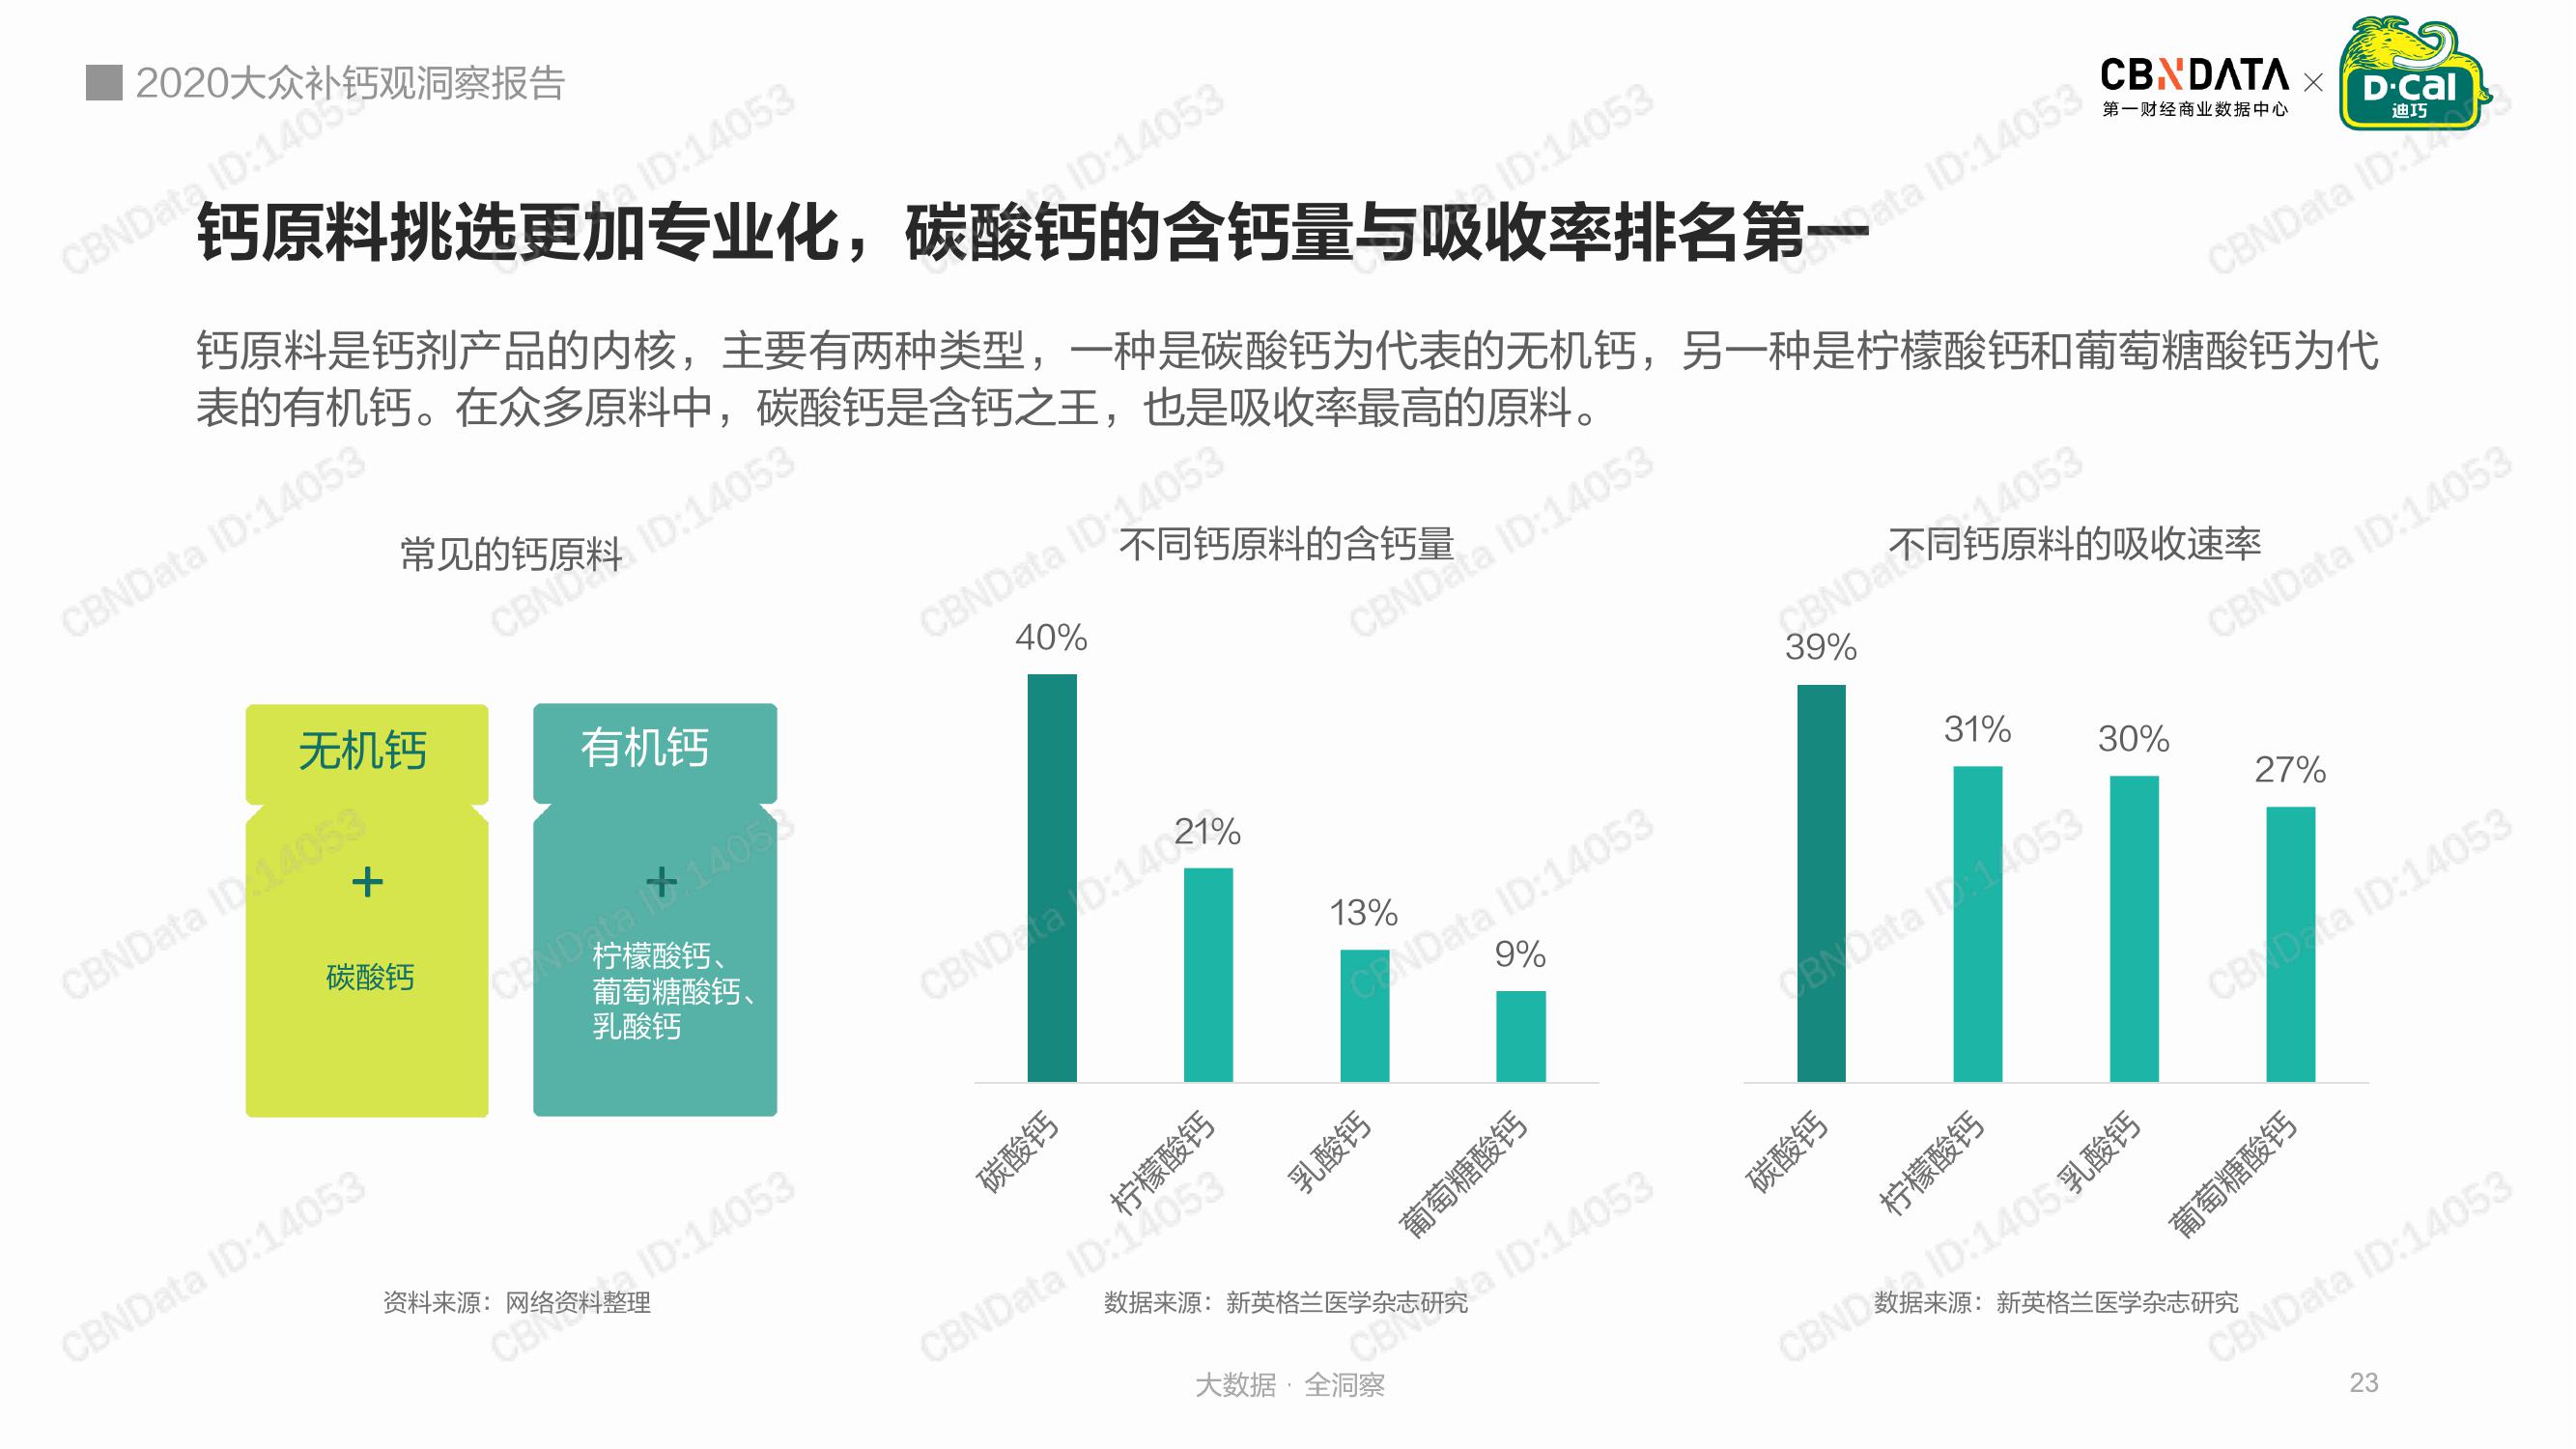 2020大众补钙观洞察报告
CBNDATA
第一财经商业数据中心
×
D·Cal
迪巧
钙原料挑选更加专业化，碳酸钙的含钙量与吸收率排名第一
钙原料是钙剂产品的内核，主要有两种类型，一种是碳酸钙为代表的无机钙，另一种是柠檬酸钙和葡萄糖酸钙为代
表的有机钙。在众多原料中，碳酸钙是含钙之王，也是吸收率最高的原料。
常见的钙原料
无机钙
+
碳酸钙
有机钙
+
柠檬酸钙、
葡萄糖酸钙、
乳酸钙
资料来源：网络资料整理
不同钙原料的含钙量
40%
21%
13%
9%
碳酸钙
柠檬酸钙
乳酸钙
葡萄糖酸钙
数据来源：新英格兰医学杂志研究
不同钙原料的吸收速率
39%
31%
30%
27%
碳酸钙
柠檬酸钙
乳酸钙
葡萄糖酸钙
数据来源：新英格兰医学杂志研究
大数据 · 全洞察
23
CBNData ID:14053